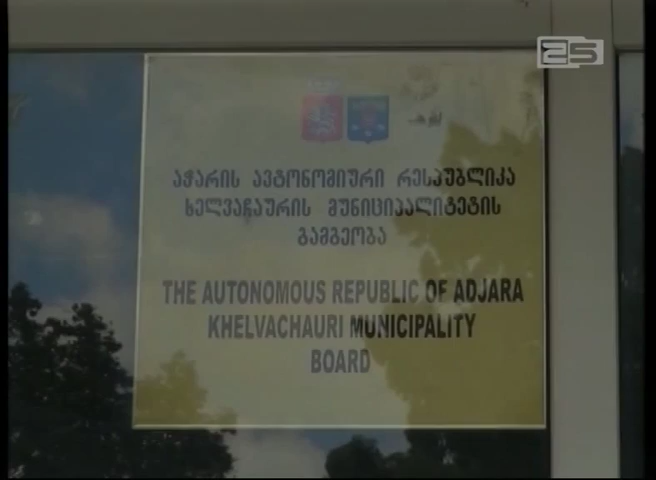 25
აჭარის ავტონომიური რესპუბლიკა
ხელვაჩაურის მუნიციპალიტეტის
გამგეობა
THE AUTONOMOUS REPUBLIC OF ADJARA
KHELVACHAURI MUNICIPALITY
BOARD